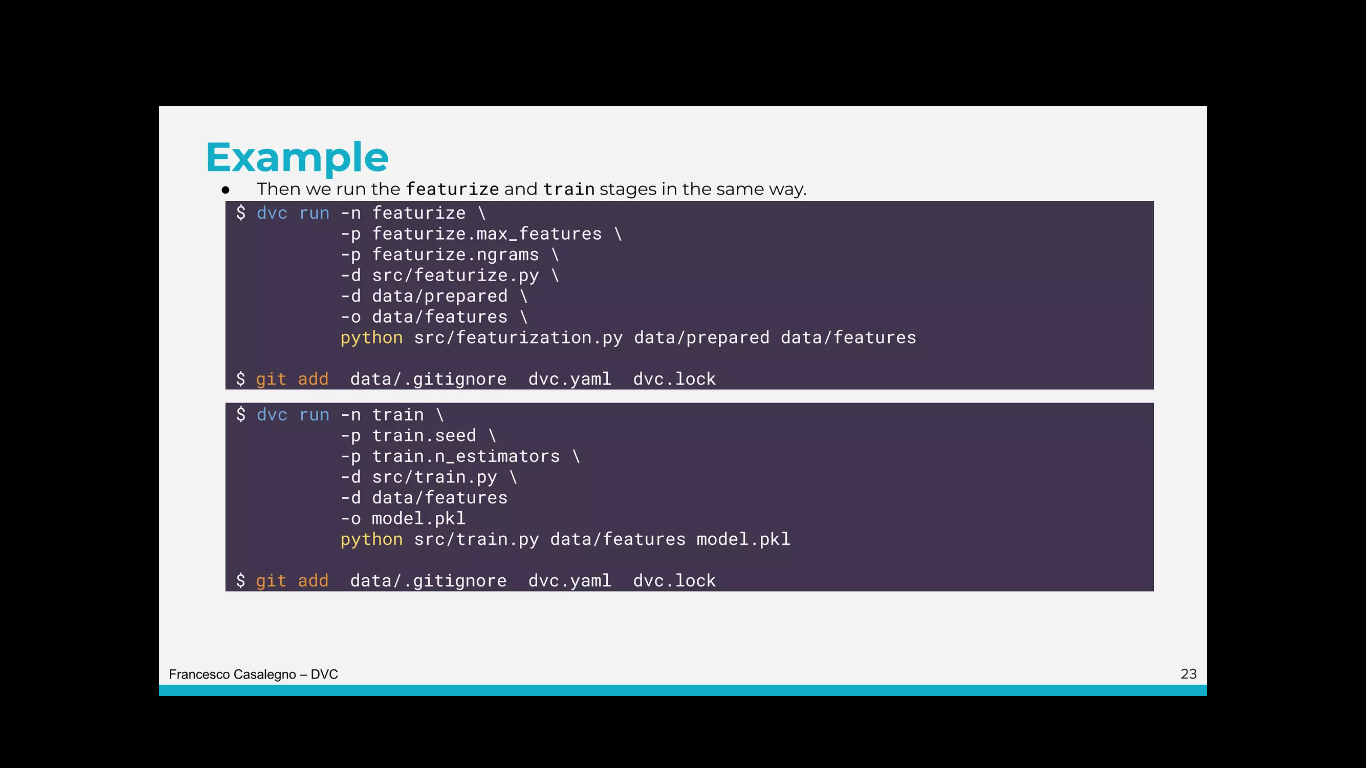 Example
● Then we run the featurize and train stages in the same way.
$ dvc run -n featurize \
-p featurize.max_features \
-p featurize.ngrams \
-d src/featurize.py \
-d data/prepared \
-o data/features \
python src/featurization.py data/prepared data/features
$ git add data/.gitignore dvc.yaml dvc.lock
$ dvc run -n train \
-p train.seed \
-p train.n_estimators \
-d src/train.py \
-d data/features
-o model.pkl
python src/train.py data/features model.pkl
$ git add data/.gitignore dvc.yaml dvc.lock
Francesco Casalegno – DVC
23